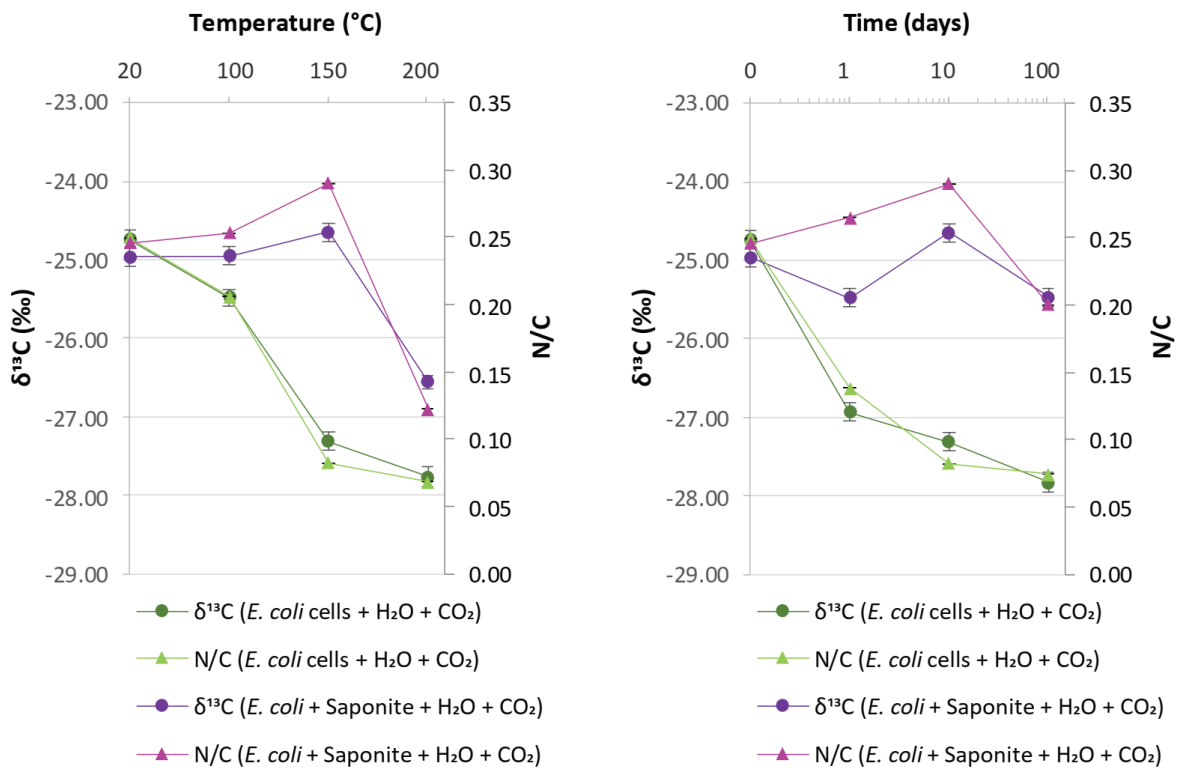 Temperature (°C)
20 100 150 200
-23.00
-24.00
-25.00
-26.00
-27.00
-28.00
-29.00
δ¹³C (‰)
0.35
0.30
0.25
0.20
0.15
0.10
0.05
0.00
N/C
δ¹³C (E. coli cells + H₂O + CO₂)
N/C (E. coli cells + H₂O + CO₂)
δ¹³C (E. coli + Saponite + H₂O + CO₂)
N/C (E. coli + Saponite + H₂O + CO₂)
Time (days)
0 1 10 100
-23.00
-24.00
-25.00
-26.00
-27.00
-28.00
-29.00
δ¹³C (‰)
0.35
0.30
0.25
0.20
0.15
0.10
0.05
0.00
N/C
δ¹³C (E. coli cells + H₂O + CO₂)
N/C (E. coli cells + H₂O + CO₂)
δ¹³C (E. coli + Saponite + H₂O + CO₂)
N/C (E. coli + Saponite + H₂O + CO₂)